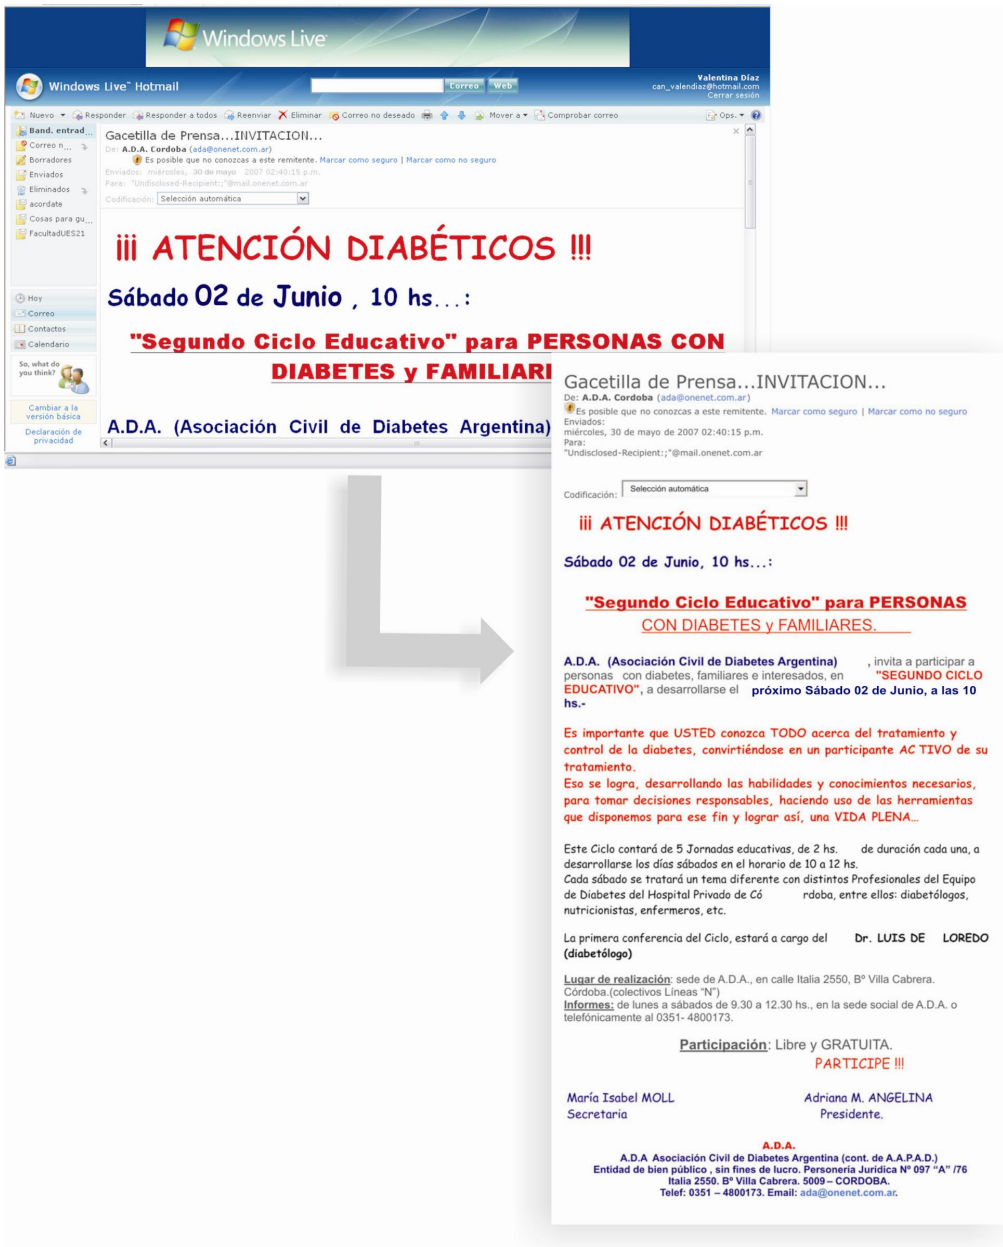 Windows Live™
Windows Live™ Hotmail
Correo Web
Valentina Díaz
can_valendiaz@hotmail.com
Cerrar sesión
Nuevo Responder Responder a todos Reenviar Eliminar Correo no deseado Mover a Comprobar correo Ops.
Band. entrad...
Correo n...
Borradores
Enviados
Eliminados
acordate
Cosas para gu...
FacultadUES21
Hoy
Correo
Contactos
Calendario
So, what do
you think?
Cambiar a la
versión básica
Declaración de
privacidad
Gacetilla de Prensa...INVITACION...
De: A.D.A. Cordoba (ada@onenet.com.ar)
Es posible que no conozcas a este remitente. Marcar como seguro | Marcar como no seguro
Enviados: miércoles, 30 de mayo 2007 02:40:15 p.m.
Para: "Undisclosed-Recipient:;"@mail.onenet.com.ar
Codificación: Selección automática
¡¡¡ ATENCIÓN DIABÉTICOS !!!
Sábado 02 de Junio , 10 hs...:
"Segundo Ciclo Educativo" para PERSONAS CON
DIABETES y FAMILIARI
A.D.A. (Asociación Civil de Diabetes Argentina)
Gacetilla de Prensa...INVITACION...
De: A.D.A. Cordoba (ada@onenet.com.ar)
Es posible que no conozcas a este remitente. Marcar como seguro | Marcar como no seguro
Enviados:
miércoles, 30 de mayo de 2007 02:40:15 p.m.
Para:
"Undisclosed-Recipient:;"@mail.onenet.com.ar
Codificación: Selección automática
¡¡¡ ATENCIÓN DIABÉTICOS !!!
Sábado 02 de Junio, 10 hs...:
"Segundo Ciclo Educativo" para PERSONAS
CON DIABETES y FAMILIARES.
A.D.A. (Asociación Civil de Diabetes Argentina) , invita a participar a
personas con diabetes, familiares e interesados, en "SEGUNDO CICLO
EDUCATIVO", a desarrollarse el próximo Sábado 02 de Junio, a las 10
hs.-
Es importante que USTED conozca TODO acerca del tratamiento y
control de la diabetes, convirtiéndose en un participante AC TIVO de su
tratamiento.
Eso se logra, desarrollando las habilidades y conocimientos necesarios,
para tomar decisiones responsables, haciendo uso de las herramientas
que disponemos para ese fin y lograr así, una VIDA PLENA...
Este Ciclo contará de 5 Jornadas educativas, de 2 hs. de duración cada una, a
desarrollarse los días sábados en el horario de 10 a 12 hs.
Cada sábado se tratará un tema diferente con distintos Profesionales del Equipo
de Diabetes del Hospital Privado de Có rdoba, entre ellos: diabetólogos,
nutricionistas, enfermeros, etc.
La primera conferencia del Ciclo, estará a cargo del Dr. LUIS DE LOREDO
(diabetólogo)
Lugar de realización: sede de A.D.A., en calle Italia 2550, Bº Villa Cabrera.
Córdoba.(colectivos Líneas “N”)
Informes: de lunes a sábados de 9.30 a 12.30 hs., en la sede social de A.D.A. o
telefónicamente al 0351- 4800173.
Participación: Libre y GRATUITA.
PARTICIPE !!!
María Isabel MOLL Adriana M. ANGELINA
Secretaria Presidente.
A.D.A.
A.D.A Asociación Civil de Diabetes Argentina (cont. de A.A.P.A.D.)
Entidad de bien público , sin fines de lucro. Personería Jurídica Nº 097 “A” /76
Italia 2550. Bº Villa Cabrera. 5009 – CORDOBA.
Telef: 0351 – 4800173. Email: ada@onenet.com.ar.